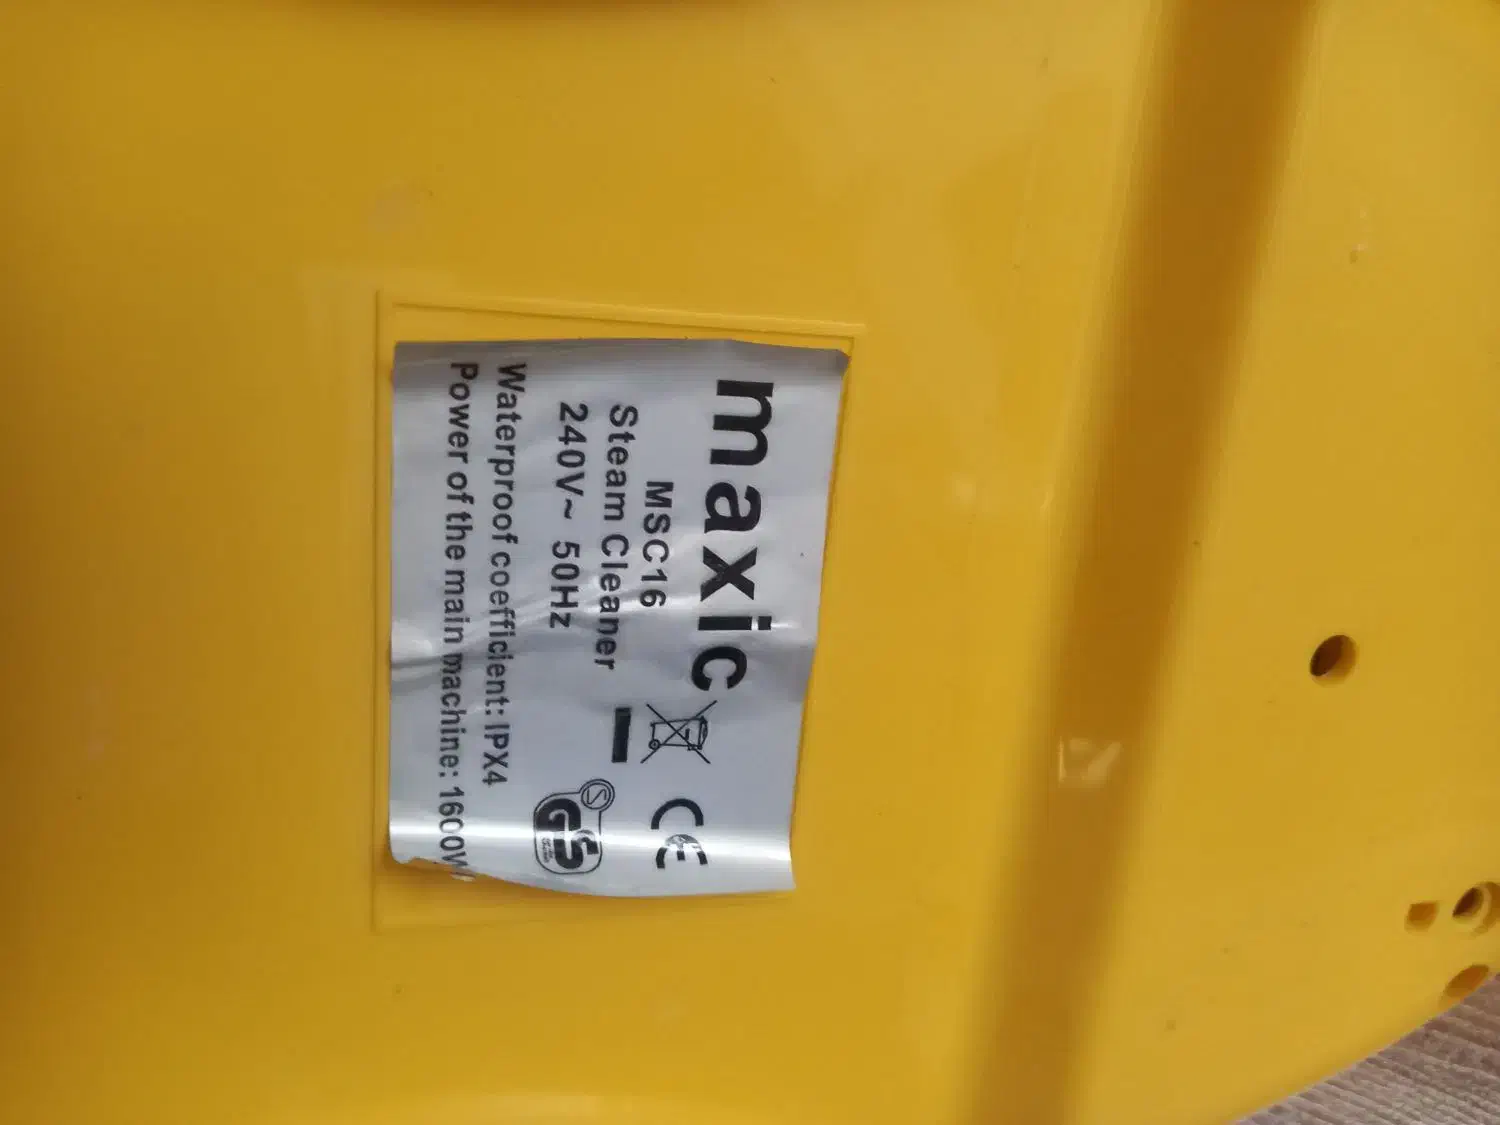 maxic
MSC16
Steam Cleaner
240V~ 50Hz
Waterproof coefficient: IPX4
Power of the main machine: 1600W
CE
S
GS